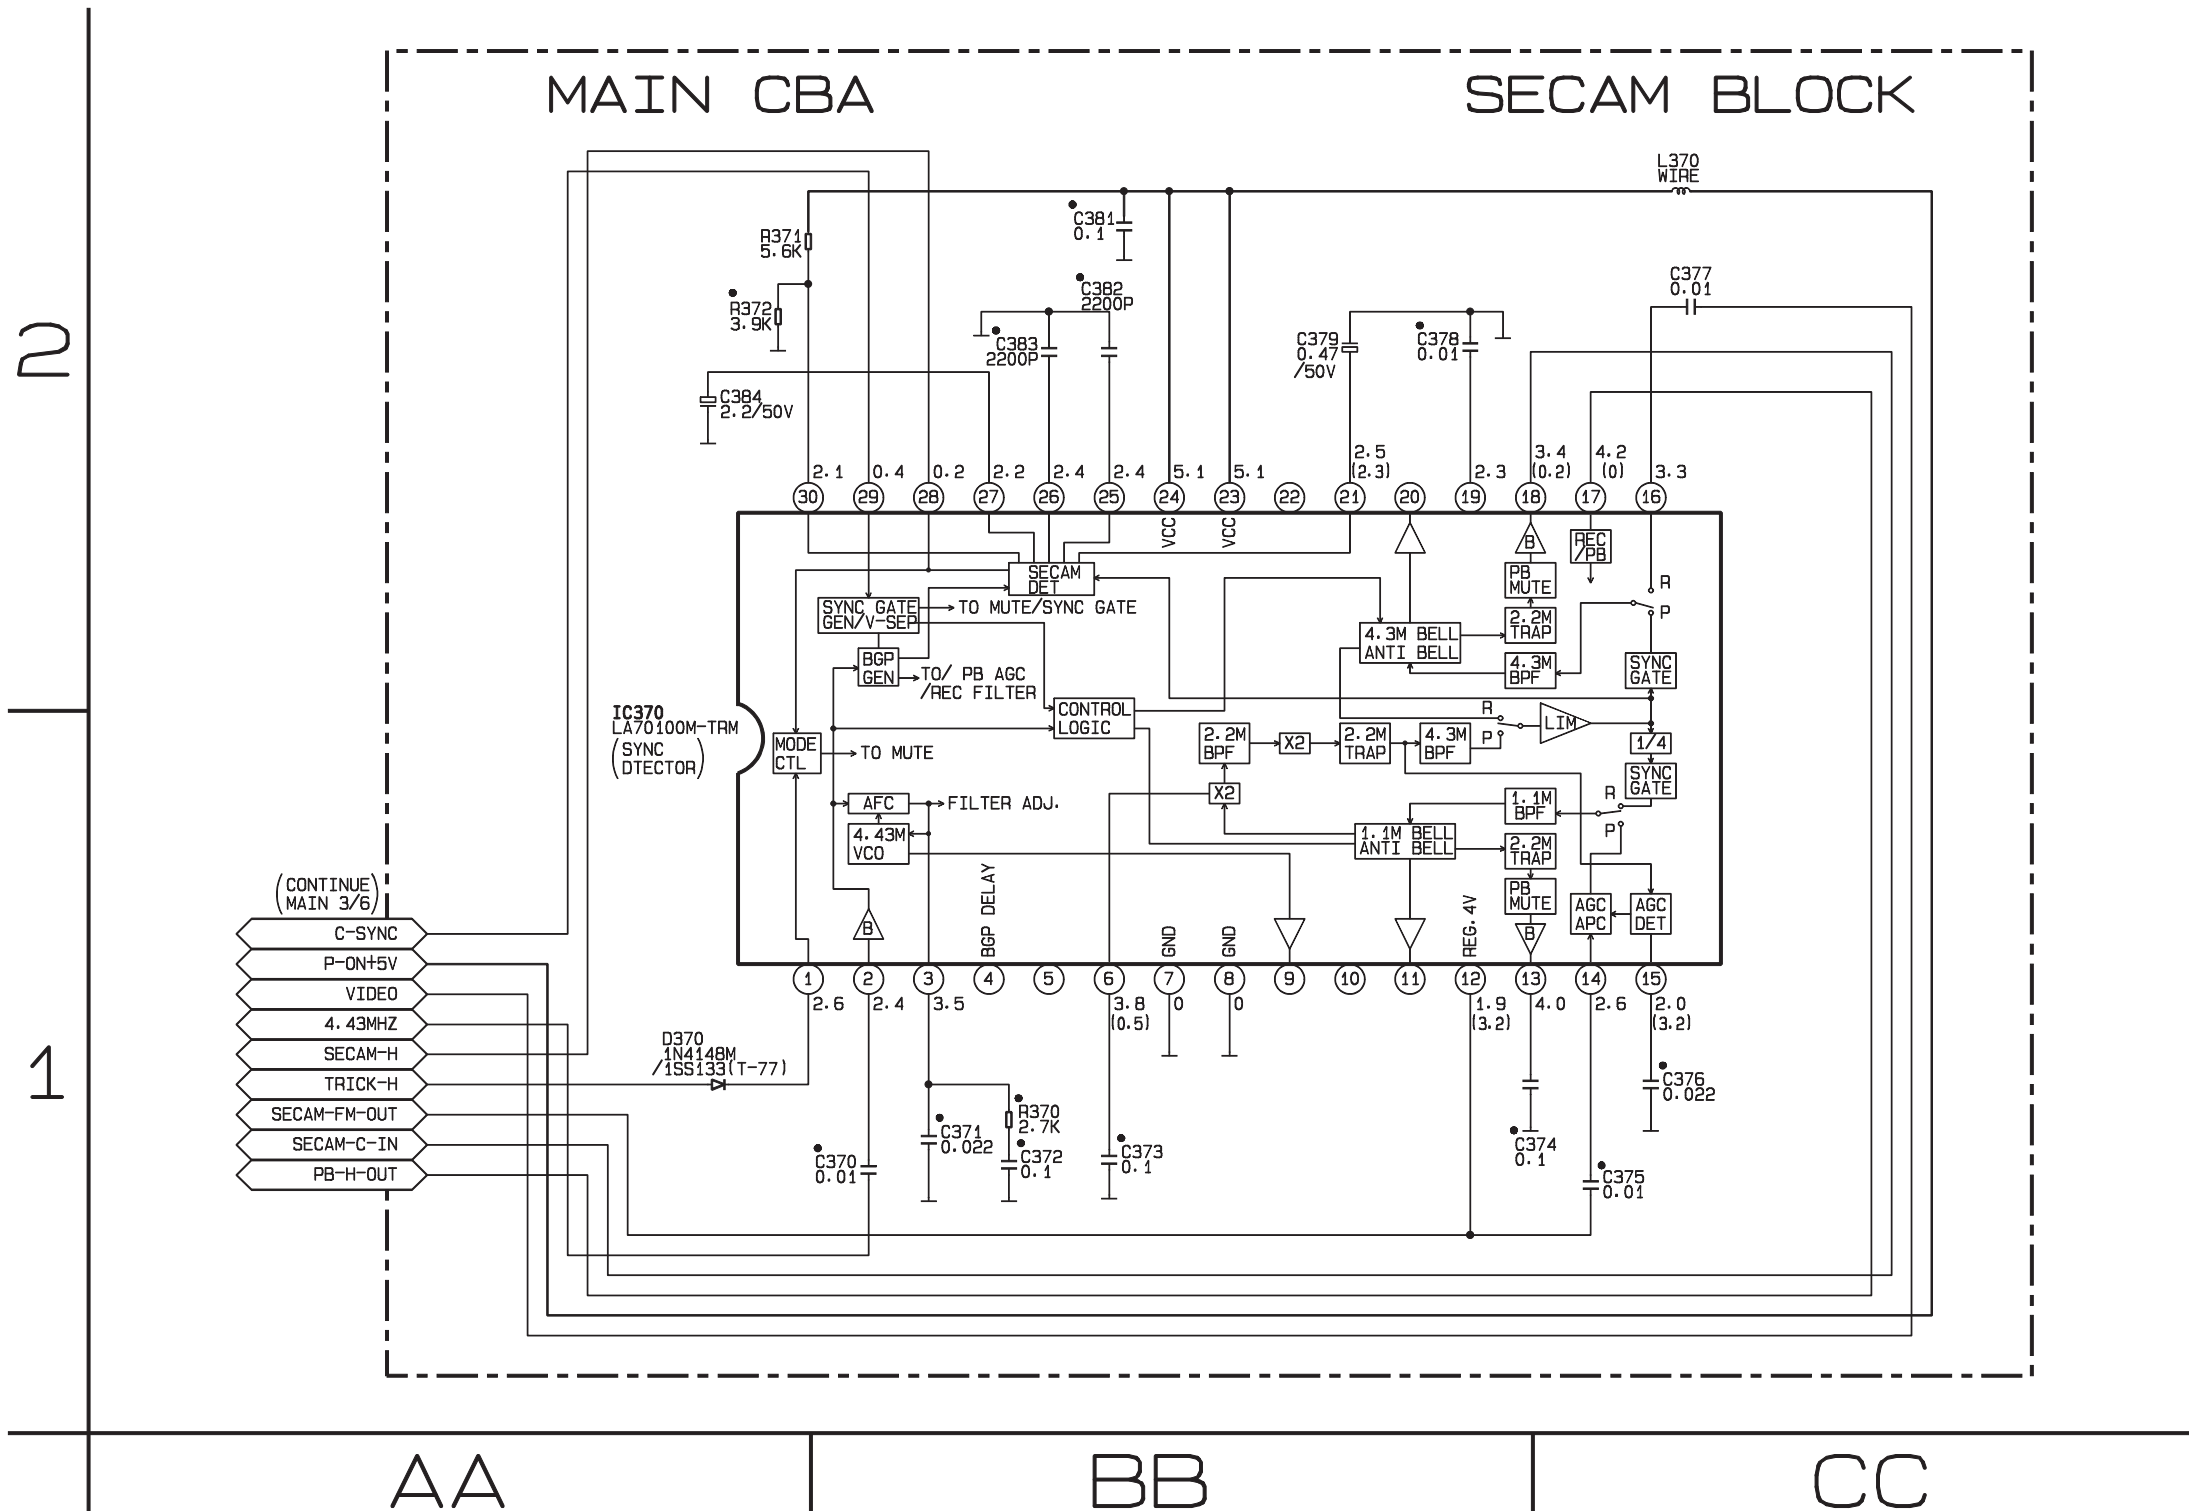 MAIN CBA
SECAM BLOCK
L370
WIRE
C381
0.1
R371
5.6K
C377
0.01
C382
2200P
R372
3.9K
C383
2200P
C379
0.47
/50V
C378
0.01
C384
2.2/50V
2
2.1
0.4
0.2
2.2
2.4
2.4
5.1
5.1
2.5
(2.3)
2.3
3.4
(0.2)
4.2
(0)
3.3
30
29
28
27
26
25
24
23
22
21
20
19
18
17
16
VCC
VCC
B
REC
/PB
SECAM
DET
PB
MUTE
R
P
SYNC GATE
GEN/V-SEP
TO MUTE/SYNC GATE
2.2M
TRAP
4.3M BELL
ANTI BELL
BGP
GEN
TO/ PB AGC
/REC FILTER
4.3M
BPF
SYNC
GATE
IC370
LA70100M-TRM
(SYNC
DTECTOR)
CONTROL
LOGIC
R
P
LIM
MODE
CTL
TO MUTE
2.2M
BPF
X2
2.2M
TRAP
4.3M
BPF
1/4
SYNC
GATE
X2
R
P
AFC
FILTER ADJ.
1.1M
BPF
4.43M
VCO
1.1M BELL
ANTI BELL
2.2M
TRAP
PB
MUTE
AGC
APC
AGC
DET
B
BGP DELAY
GND
GND
REG.4V
B
1
2
3
4
5
6
7
8
9
10
11
12
13
14
15
2.6
2.4
3.5
3.8
(0.5)
0
0
1.9
(3.2)
4.0
2.6
2.0
(3.2)
(CONTINUE
MAIN 3/6)
C-SYNC
P-ON+5V
VIDEO
4.43MHZ
SECAM-H
TRICK-H
SECAM-FM-OUT
SECAM-C-IN
PB-H-OUT
1
D370
1N4148M
/1SS133(T-77)
C376
0.022
R370
2.7K
C371
0.022
C372
0.1
C373
0.1
C374
0.1
C370
0.01
C375
0.01
AA
BB
CC